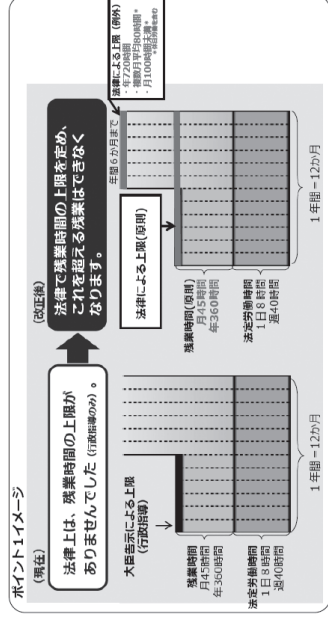 ポイント1イメージ
(現在)
法律上は、残業時間の上限が
ありませんでした(行政指導のみ)。
(改正後)
法律で残業時間の上限を定め、
これを超える残業はできなく
なります。
大臣告示による上限
(行政指導)
残業時間
月45時間
年360時間
法定労働時間
1日8時間
週40時間
1年間=12か月
法律による上限(原則)
残業時間(原則)
月45時間
年360時間
法定労働時間
1日8時間
週40時間
1年間=12か月
年間6か月まで
法律による上限(例外)
・年720時間
・複数月平均80時間*
・月100時間未満*
*休日労働を含む